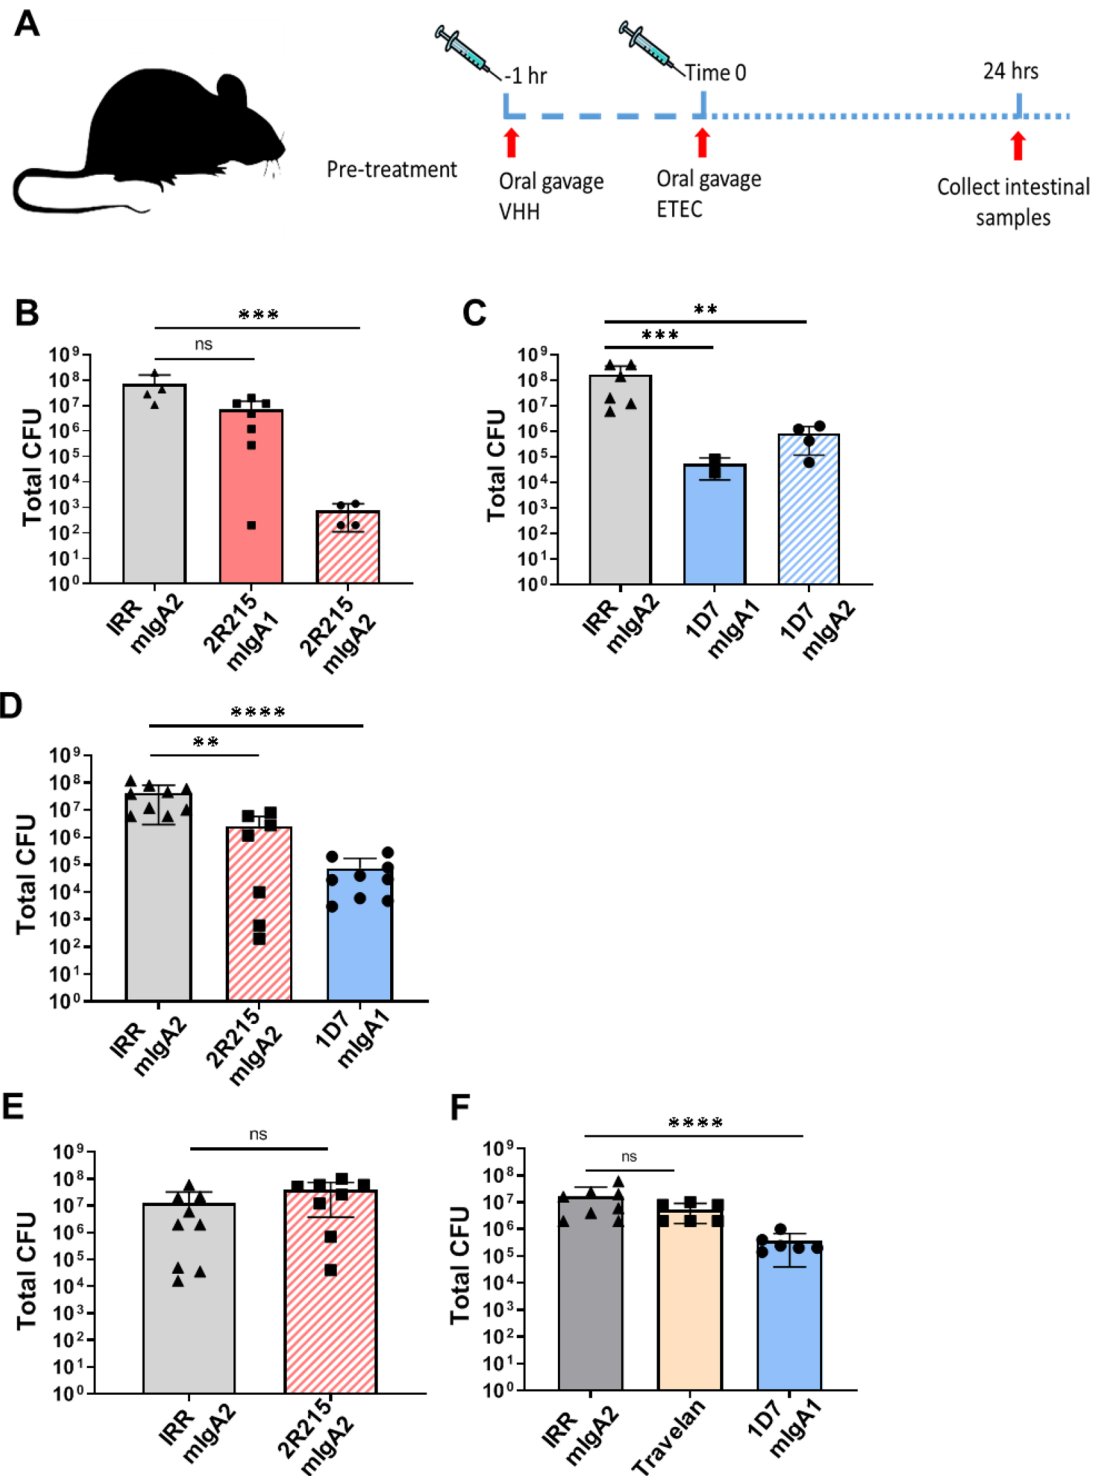 A
-1 hr
Time 0
24 hrs
Pre-treatment
Oral gavage
VHH
Oral gavage
ETEC
Collect intestinal
samples
B
***
ns
Total CFU
10⁹
10⁸
10⁷
10⁶
10⁵
10⁴
10³
10²
10¹
10⁰
IRR
mIgA2
2R215
mIgA1
2R215
mIgA2
C
**
***
Total CFU
10⁹
10⁸
10⁷
10⁶
10⁵
10⁴
10³
10²
10¹
10⁰
IRR
mIgA2
1D7
mIgA1
1D7
mIgA2
D
****
**
Total CFU
10⁹
10⁸
10⁷
10⁶
10⁵
10⁴
10³
10²
10¹
10⁰
IRR
mIgA2
2R215
mIgA2
1D7
mIgA1
E
ns
Total CFU
10⁹
10⁸
10⁷
10⁶
10⁵
10⁴
10³
10²
10¹
10⁰
IRR
mIgA2
2R215
mIgA2
F
****
ns
Total CFU
10⁹
10⁸
10⁷
10⁶
10⁵
10⁴
10³
10²
10¹
10⁰
IRR
mIgA2
Travelan
1D7
mIgA1